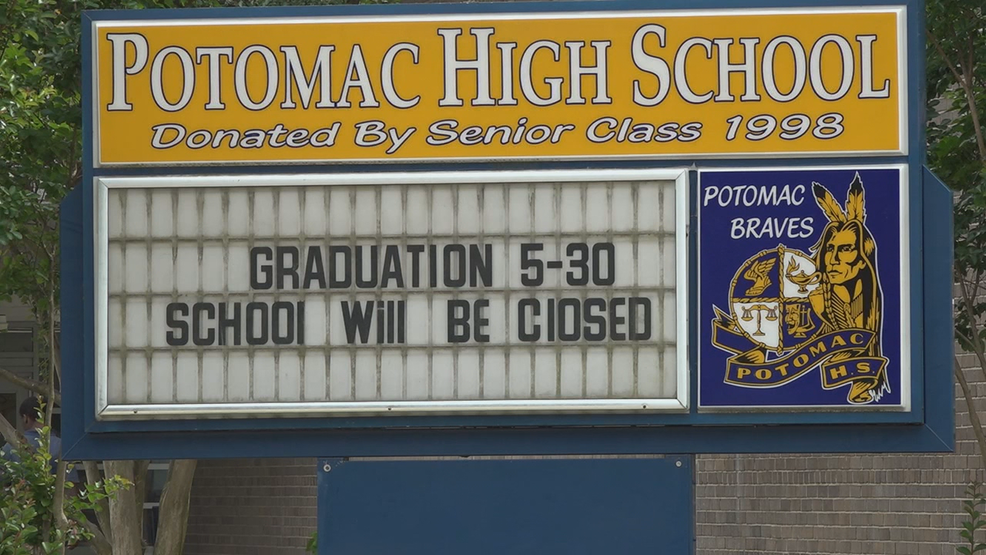 POTOMAC HIGH SCHOOL
Donated By Senior Class 1998
GRADUATION 5-30
SCHOOl Will BE ClOSED
POTOMAC
BRAVES
POTOMAC H.S.